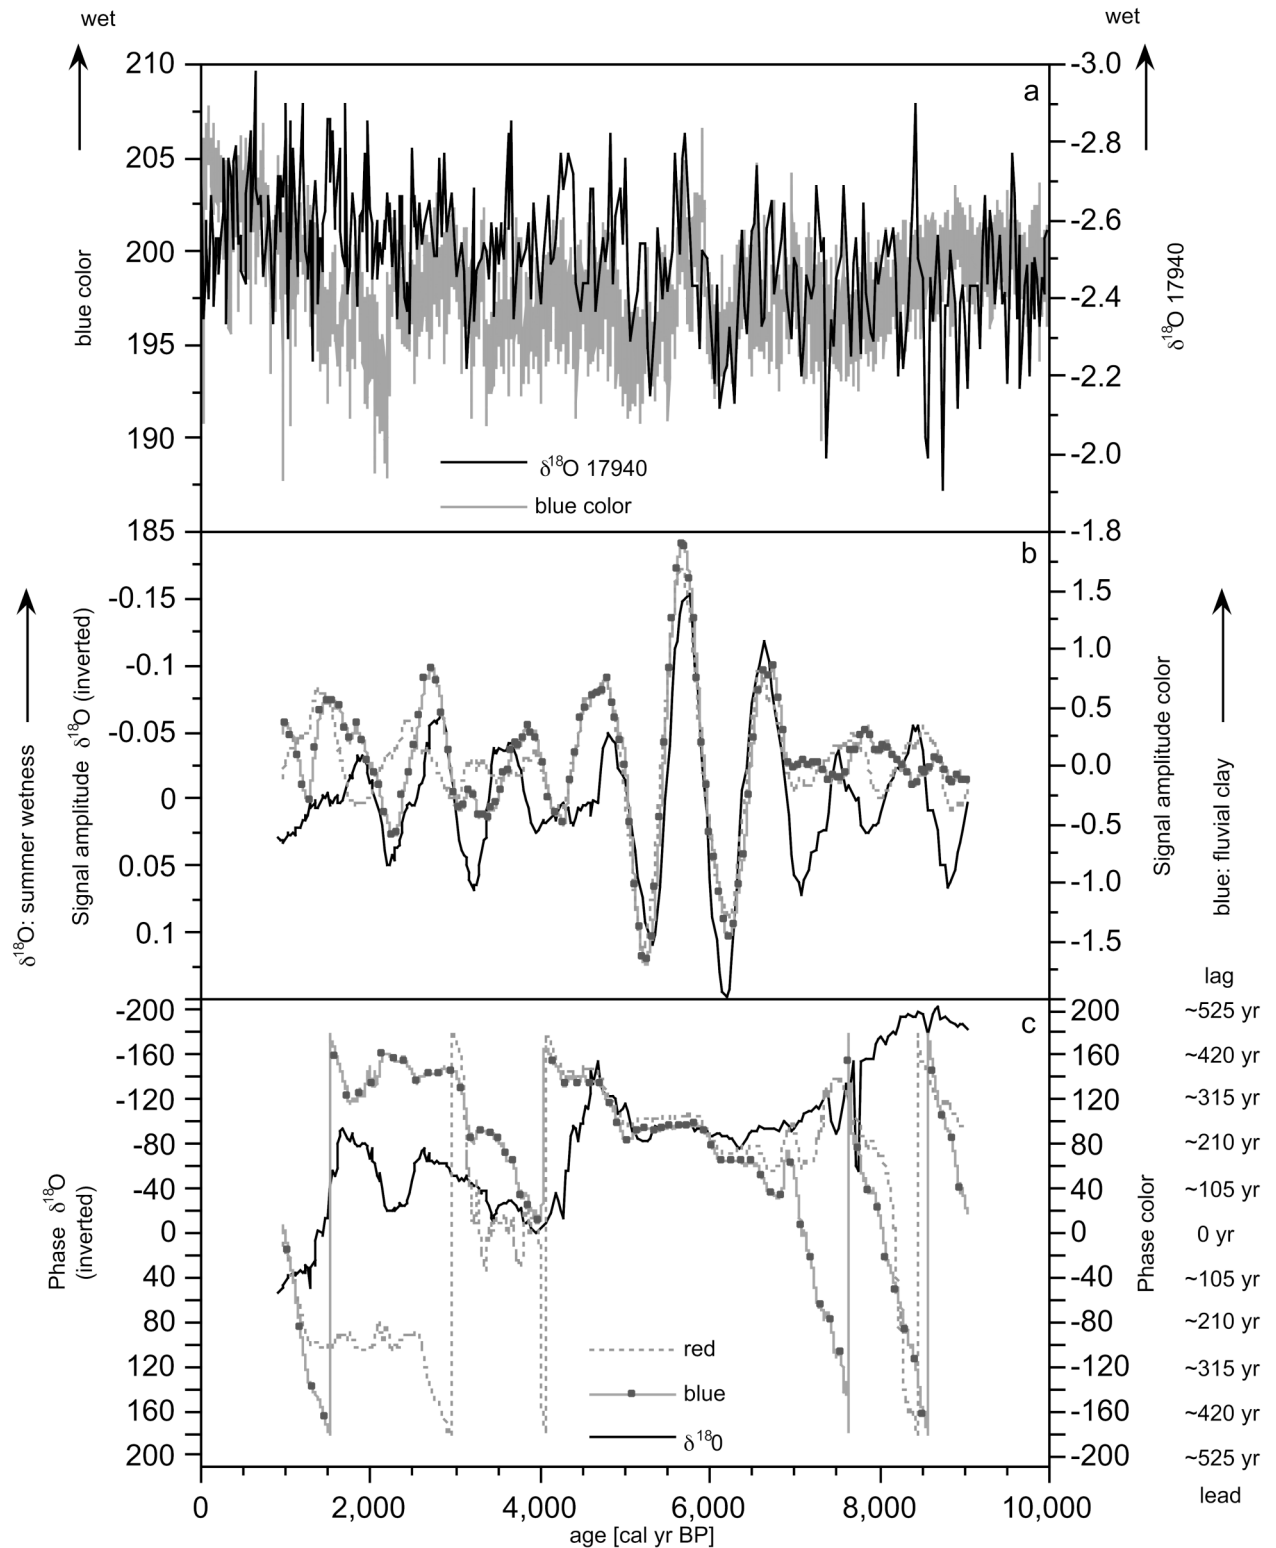 wet
wet
210
205
200
195
190
185
blue color
a
-3.0
-2.8
-2.6
-2.4
-2.2
-2.0
-1.8
δ18O 17940
δ18O 17940
blue color
b
-0.15
-0.1
-0.05
0
0.05
0.1
δ18O: summer wetness
Signal amplitude δ18O (inverted)
1.5
1.0
0.5
0.0
-0.5
-1.0
-1.5
Signal amplitude color
blue: fluvial clay
c
-200
-160
-120
-80
-40
0
40
80
120
160
200
Phase δ18O
(inverted)
200
160
120
80
40
0
-40
-80
-120
-160
-200
Phase color
lag
~525 yr
~420 yr
~315 yr
~210 yr
~105 yr
0 yr
~105 yr
~210 yr
~315 yr
~420 yr
~525 yr
lead
red
blue
δ180
0
2,000
4,000
6,000
8,000
10,000
age [cal yr BP]